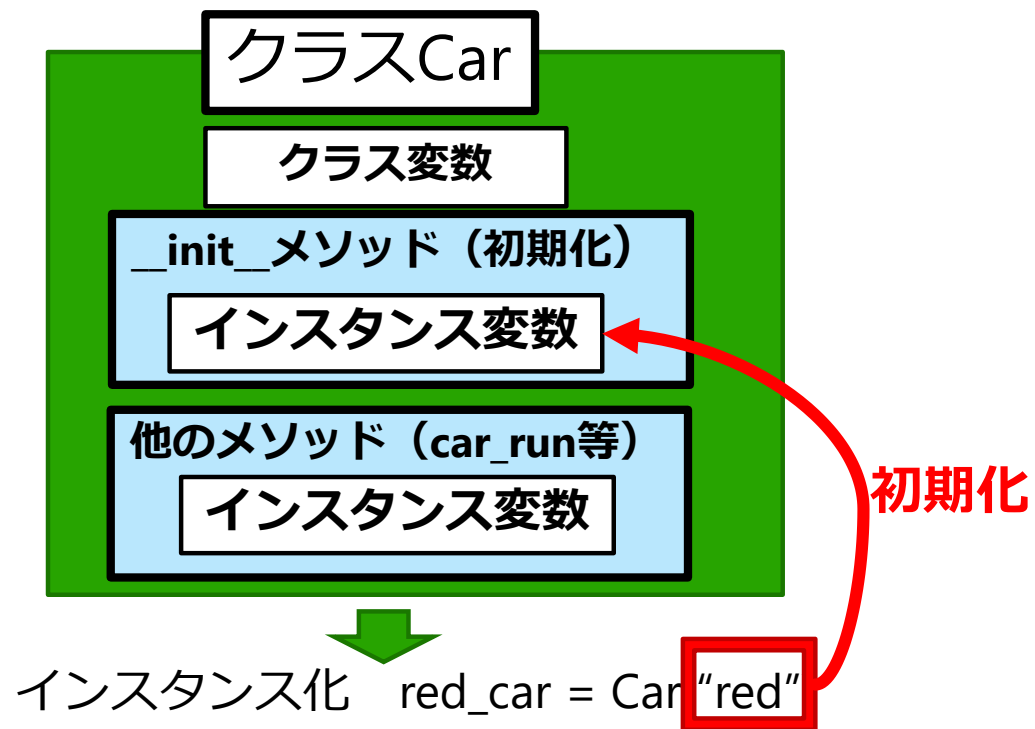 クラスCar
クラス変数
__init__メソッド（初期化）
インスタンス変数
他のメソッド（car_run等）
インスタンス変数
初期化
インスタンス化 red_car = Car “red”